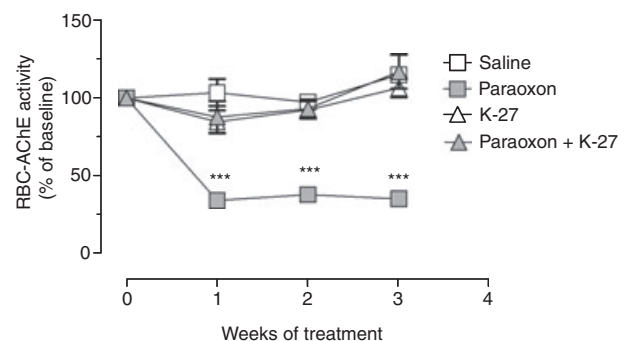 150
100
50
0
RBC-AChE activity
(% of baseline)
Saline
Paraoxon
K-27
Paraoxon + K-27
*** *** ***
0 1 2 3 4
Weeks of treatment